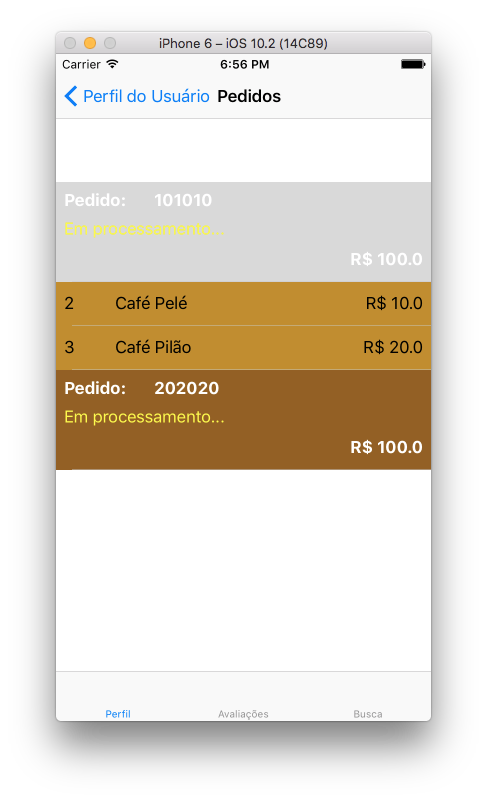 iPhone 6 – iOS 10.2 (14C89)
Carrier 6:56 PM
Perfil do Usuário Pedidos
Pedido: 101010
Em processamento...
R$ 100.0
2 Café Pelé R$ 10.0
3 Café Pilão R$ 20.0
Pedido: 202020
Em processamento...
R$ 100.0
Perfil Avaliações Busca